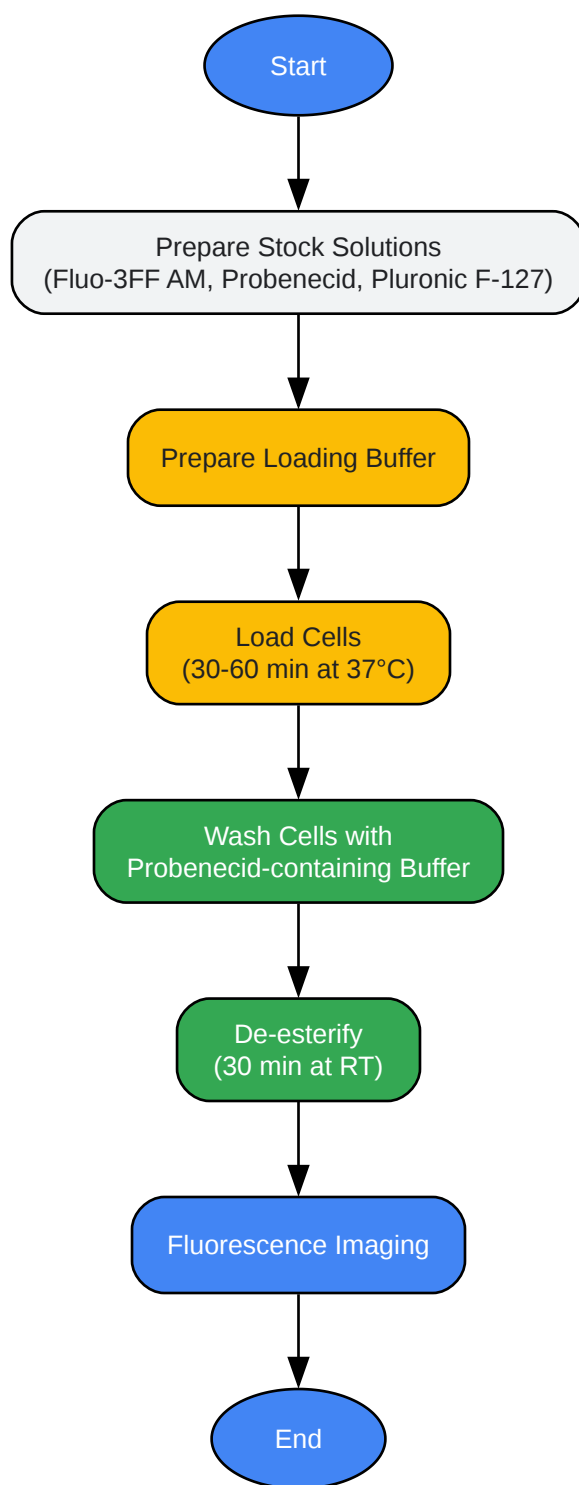 Start
Prepare Stock Solutions
(Fluo-3FF AM, Probenecid, Pluronic F-127)
Prepare Loading Buffer
Load Cells
(30-60 min at 37°C)
Wash Cells with
Probenecid-containing Buffer
De-esterify
(30 min at RT)
Fluorescence Imaging
End